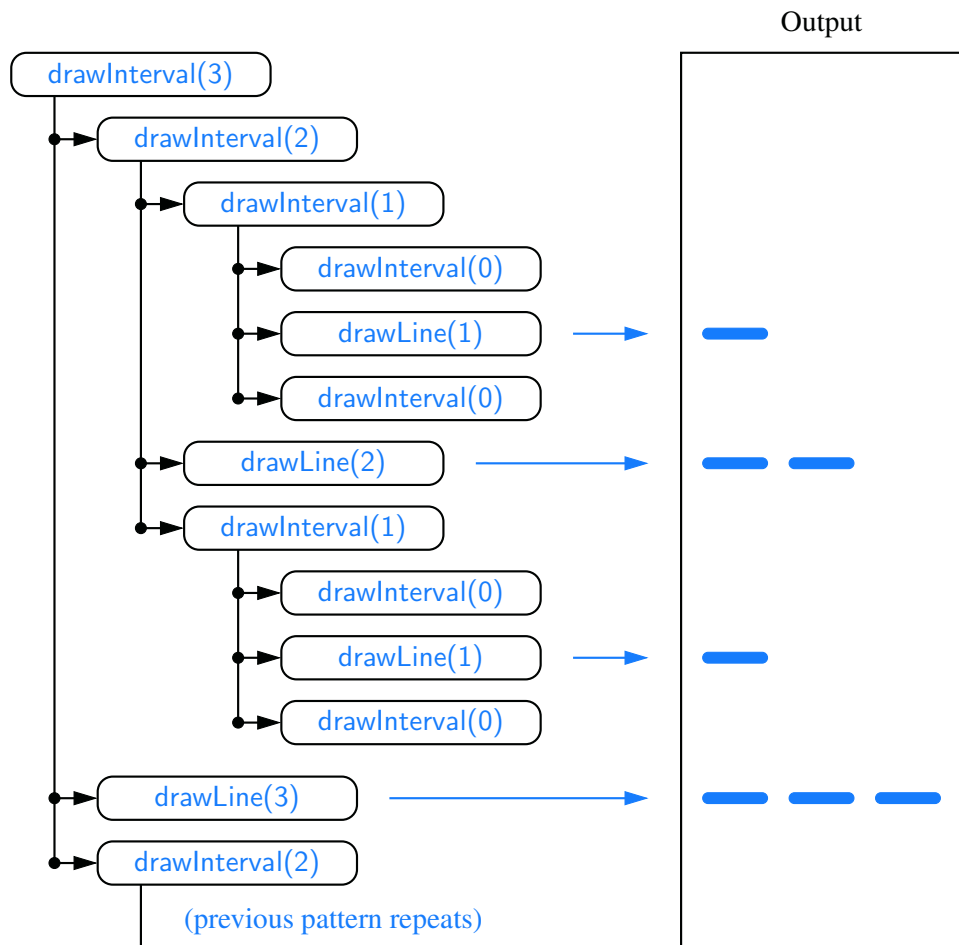 Output
drawInterval(3)
drawInterval(2)
drawInterval(1)
drawInterval(0)
drawLine(1)
drawInterval(0)
drawLine(2)
drawInterval(1)
drawInterval(0)
drawLine(1)
drawInterval(0)
drawLine(3)
drawInterval(2)
(previous pattern repeats)